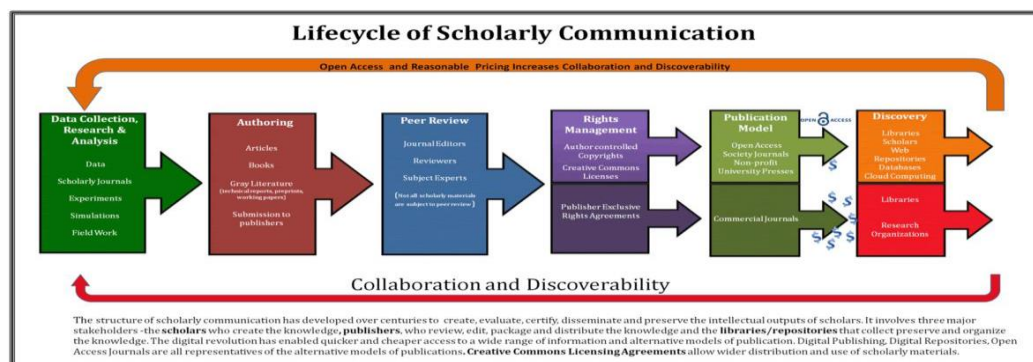 Lifecycle of Scholarly Communication
Open Access and Reasonable Pricing Increases Collaboration and Discoverability
Data Collection,
Research &
Analysis
Data
Scholarly Journals
Experiments
Simulations
Field Work
Authoring
Articles
Books
Gray Literature
(technical reports, preprints,
working papers)
Submission to
publishers
Peer Review
Journal Editors
Reviewers
Subject Experts
(Not all scholarly materials
are subject to peer review)
Rights
Management
Author controlled
Copyrights
Creative Commons
Licenses
Publisher Exclusive
Rights Agreements
Publication
Model
Open Access
Society Journals
Non-profit
University Presses
Commercial Journals
OPEN ACCESS
$
$ $ $ $ $ $ $ $
Discovery
Libraries
Scholars
Web
Repositories
Databases
Cloud Computing
Libraries
Research
Organizations
Collaboration and Discoverability
The structure of scholarly communication has developed over centuries to create, evaluate, certify, disseminate and preserve the intellectual outputs of scholars. It involves three major
stakeholders -the scholars who create the knowledge, publishers, who review, edit, package and distribute the knowledge and the libraries/repositories that collect preserve and organize
the knowledge. The digital revolution has enabled quicker and cheaper access to a wide range of information and alternative models of publication. Digital Publishing, Digital Repositories, Open
Access Journals are all representatives of the alternative models of publications. Creative Commons Licensing Agreements allow wider distribution and use of scholarly materials.